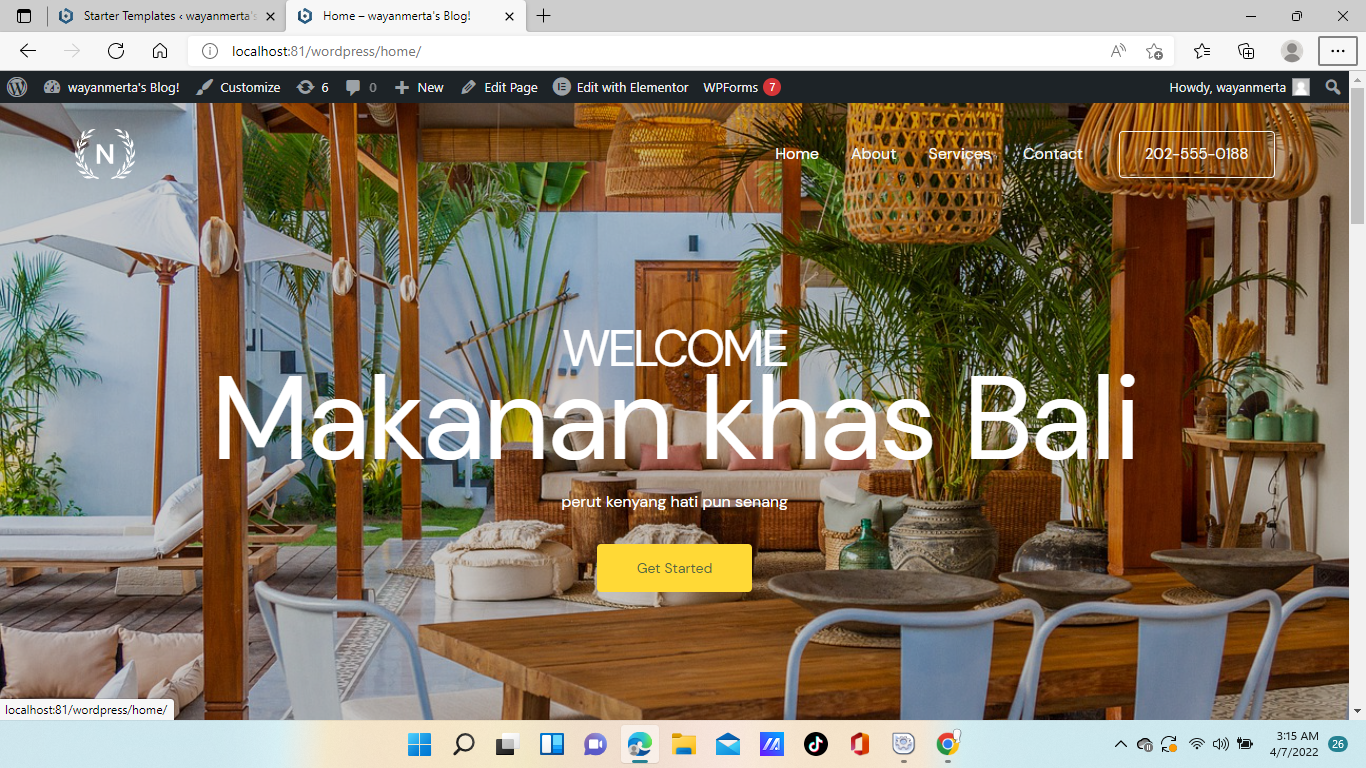 Starter Templates ‹ wayanmerta's
Home – wayanmerta's Blog!
localhost:81/wordpress/home/
wayanmerta's Blog! Customize 6 0 New Edit Page Edit with Elementor WPForms 7 Howdy, wayanmerta
N Home About Services Contact 202-555-0188
WELCOME
Makanan khas Bali
perut kenyang hati pun senang
Get Started
localhost:81/wordpress/home/
3:15 AM
4/7/2022
26